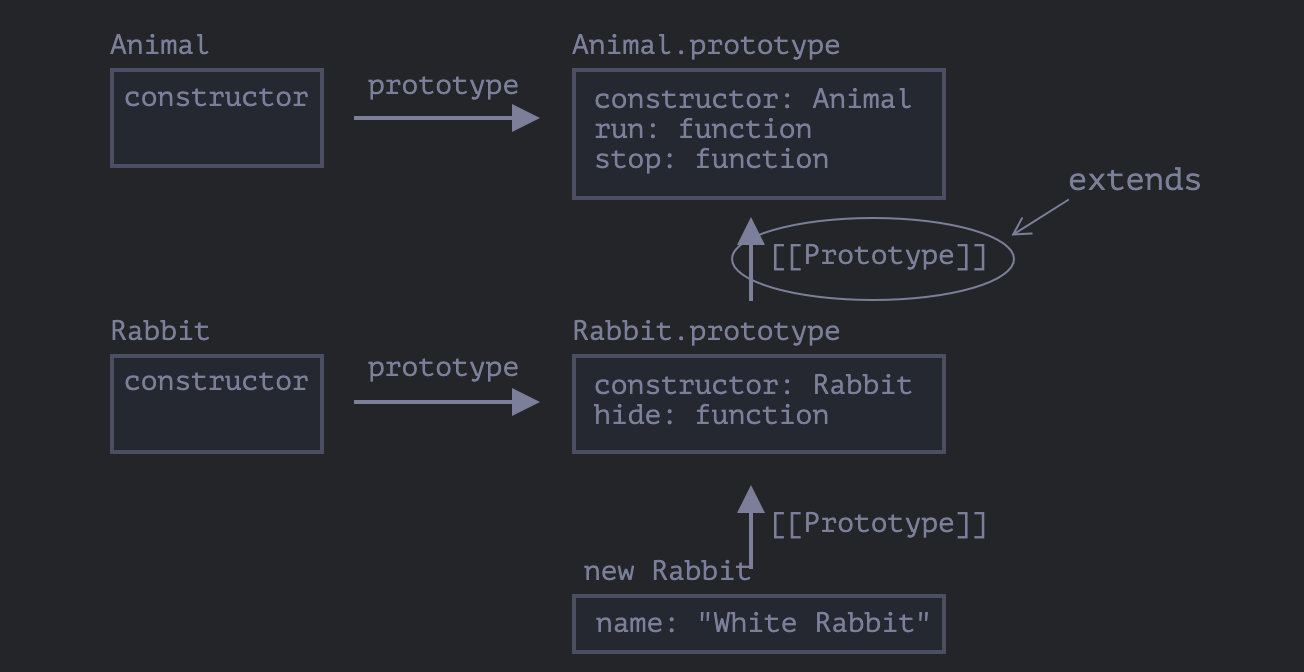 Animal
constructor
prototype
Animal.prototype
constructor: Animal
run: function
stop: function
extends
[[Prototype]]
Rabbit
constructor
prototype
Rabbit.prototype
constructor: Rabbit
hide: function
[[Prototype]]
new Rabbit
name: "White Rabbit"